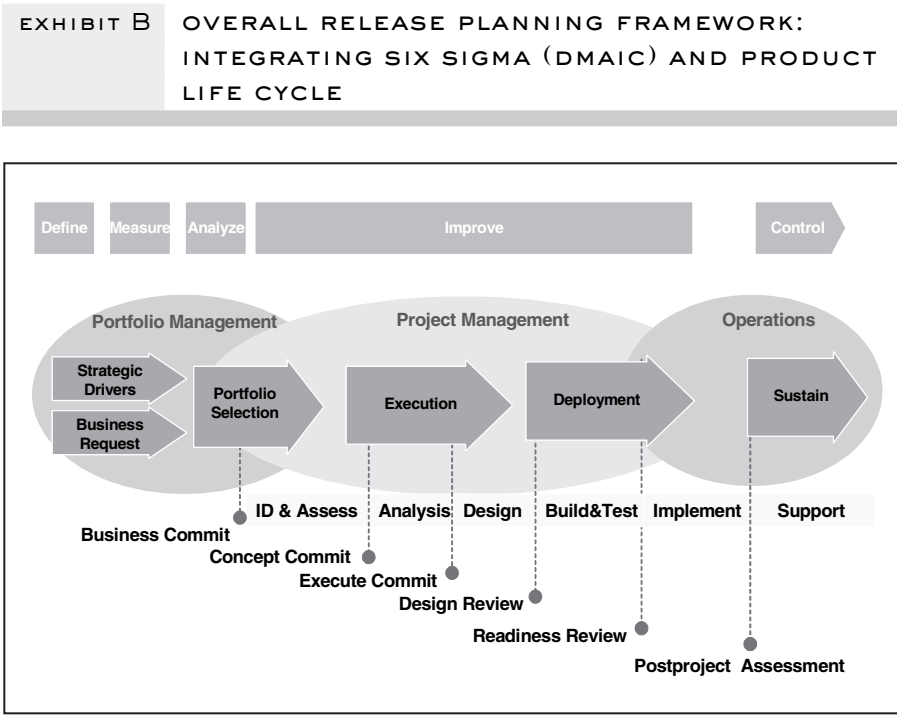 EXHIBIT B
OVERALL RELEASE PLANNING FRAMEWORK:
INTEGRATING SIX SIGMA (DMAIC) AND PRODUCT
LIFE CYCLE
Define Measure Analyze Improve Control
Portfolio Management Project Management Operations
Strategic
Drivers
Business
Request
Portfolio
Selection
Execution
Deployment
Sustain
ID & Assess Analysis Design Build&Test Implement Support
Business Commit
Concept Commit
Execute Commit
Design Review
Readiness Review
Postproject Assessment